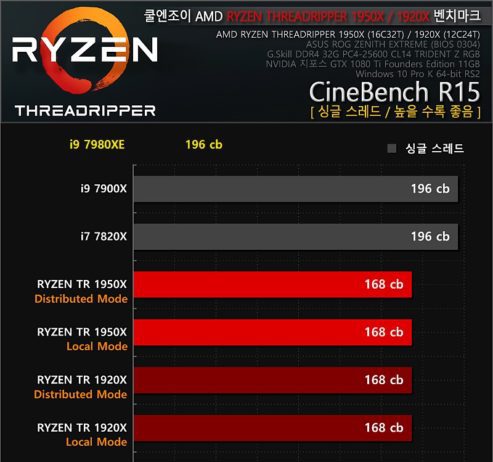 쿨엔조이 AMD RYZEN THREADRIPPER 1950X / 1920X 벤치마크
RYZEN
THREADRIPPER
AMD RYZEN THREADRIPPER 1950X (16C32T) / 1920X (12C24T)
ASUS ROG ZENITH EXTREME (BIOS 0304)
G.Skill DDR4 32G PC4-25600 CL14 TRIDENT Z RGB
NVIDIA 지포스 GTX 1080 Ti Founders Edition 11GB
Windows 10 Pro K 64-bit RS2
CineBench R15
[ 싱글 스레드 / 높을 수록 좋음 ]
i9 7980XE 196 cb
싱글 스레드
i9 7900X 196 cb
i7 7820X 196 cb
RYZEN TR 1950X 168 cb
Distributed Mode
RYZEN TR 1950X 168 cb
Local Mode
RYZEN TR 1920X 168 cb
Distributed Mode
RYZEN TR 1920X 168 cb
Local Mode